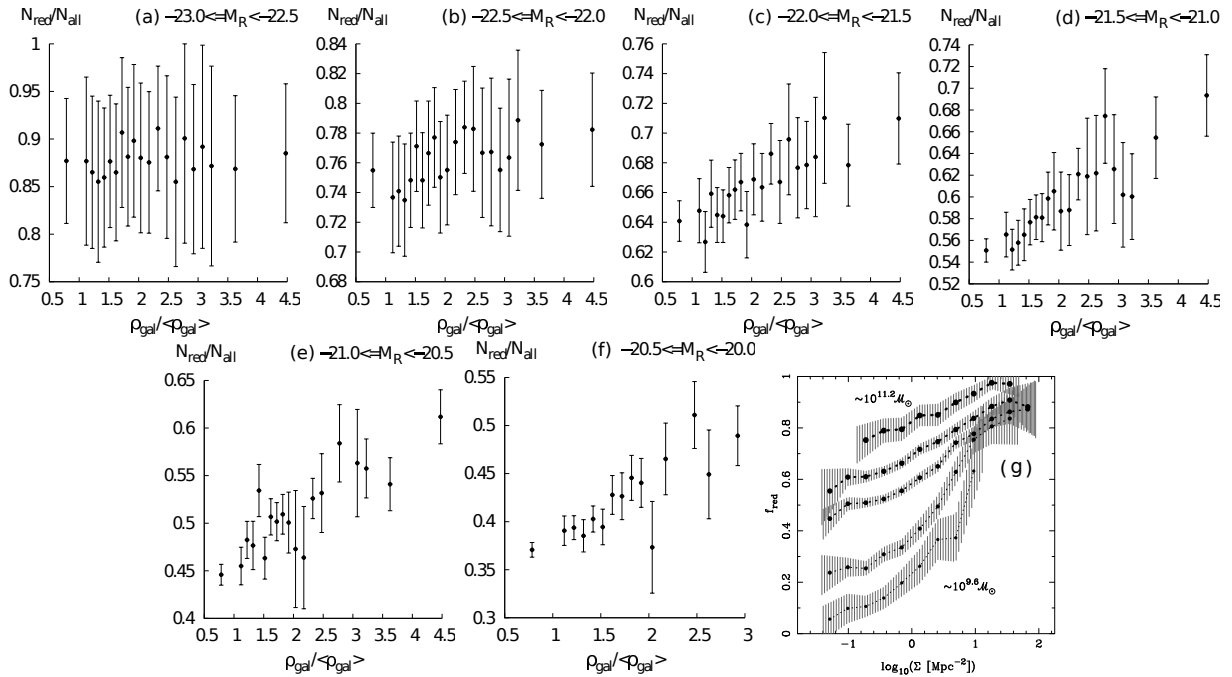 N_red/N_all (a) −23.0<=M_R<−22.5
1
0.95
0.9
0.85
0.8
0.75
0.5 1 1.5 2 2.5 3 3.5 4 4.5
ρ_gal/<ρ_gal>
N_red/N_all (b) −22.5<=M_R<−22.0
0.84
0.82
0.8
0.78
0.76
0.74
0.72
0.7
0.68
0.5 1 1.5 2 2.5 3 3.5 4 4.5
ρ_gal/<ρ_gal>
N_red/N_all (c) −22.0<=M_R<−21.5
0.76
0.74
0.72
0.7
0.68
0.66
0.64
0.62
0.6
0.5 1 1.5 2 2.5 3 3.5 4 4.5
ρ_gal/<ρ_gal>
N_red/N_all (d) −21.5<=M_R<−21.0
0.74
0.72
0.7
0.68
0.66
0.64
0.62
0.6
0.58
0.56
0.54
0.52
0.5 1 1.5 2 2.5 3 3.5 4 4.5
ρ_gal/<ρ_gal>
N_red/N_all (e) −21.0<=M_R<−20.5
0.65
0.6
0.55
0.5
0.45
0.4
0.5 1 1.5 2 2.5 3 3.5 4 4.5
ρ_gal/<ρ_gal>
N_red/N_all (f) −20.5<=M_R<−20.0
0.55
0.5
0.45
0.4
0.35
0.3
0.5 1 1.5 2 2.5 3
ρ_gal/<ρ_gal>
1
0.8
0.6
0.4
0.2
0
f_red
~10^11.2 M_⊙
(g)
~10^9.6 M_⊙
−1 0 1 2
log_10(Σ [Mpc^−2])